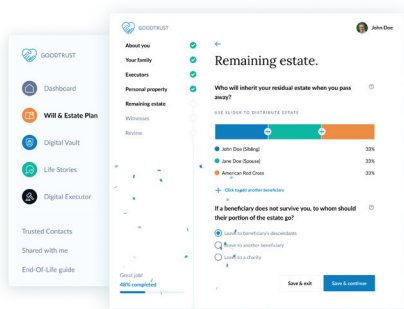 GOODTRUST
Dashboard
Will & Estate Plan
Digital Vault
Life Stories
Digital Executor
Trusted Contacts
Shared with me
End-Of-Life guide
GOODTRUST
John Doe
About you
Your family
Executors
Personal property
Remaining estate
Witnesses
Review
Great job!
48% completed
Remaining estate.
Who will inherit your residual estate when you pass
away?
USE SLIDER TO DISTRIBUTE ESTATE
John Doe (Sibling) 33%
Jane Doe (Spouse) 33%
American Red Cross 33%
Click to add another beneficiary
If a beneficiary does not survive you, to whom should
their portion of the estate go?
Leave to beneficiary's descendants
Leave to another beneficiary
Leave to a charity
Save & exit
Save & continue